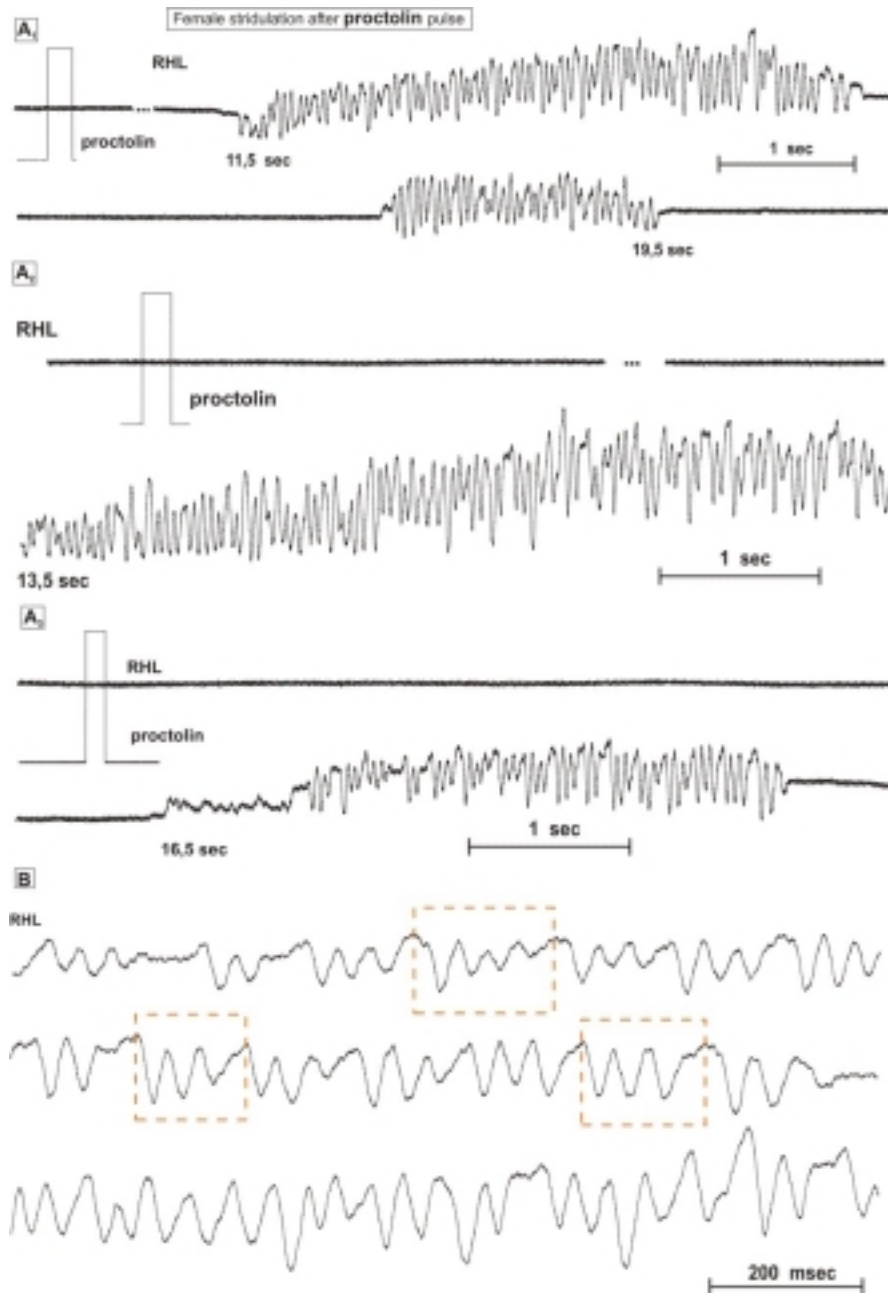 A₁
Female stridulation after proctolin pulse
RHL
proctolin
11,5 sec
1 sec
19,5 sec
A₂
RHL
...
proctolin
13,5 sec
1 sec
A₃
RHL
proctolin
16,5 sec
1 sec
B
RHL
200 msec